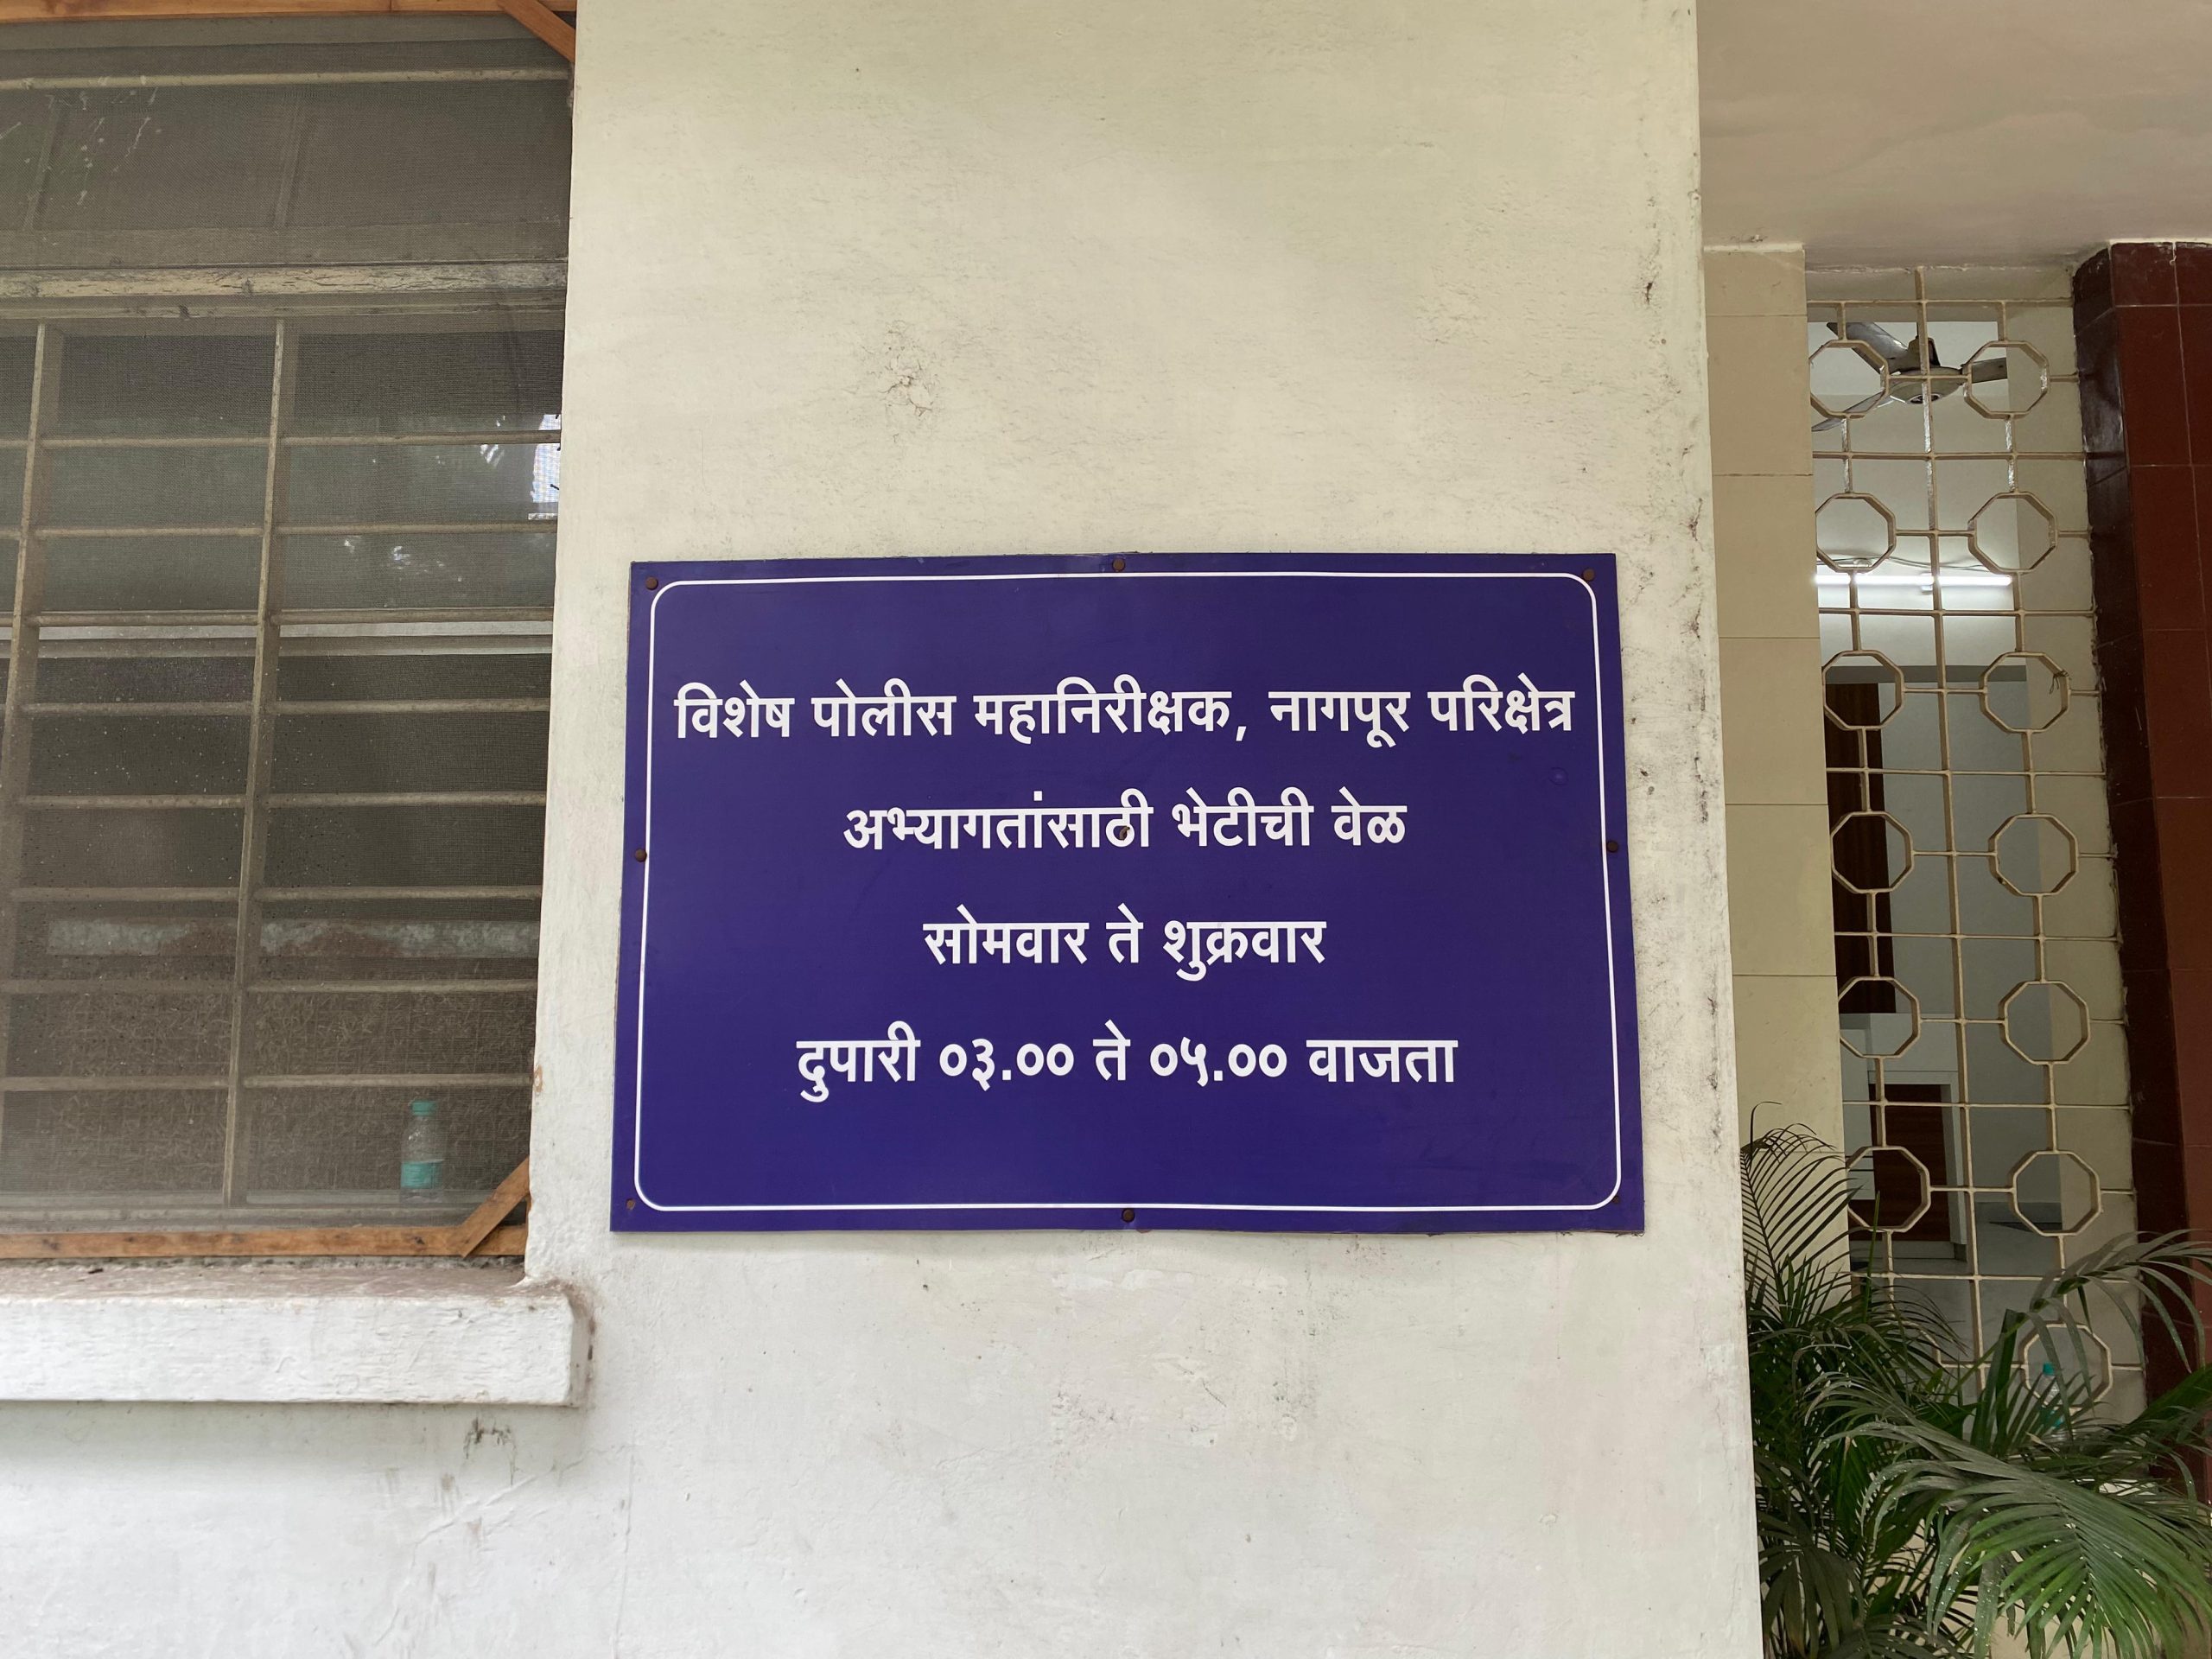 विशेष पोलीस महानिरीक्षक, नागपूर परिक्षेत्र
अभ्यागतांसाठी भेटीची वेळ
सोमवार ते शुक्रवार
दुपारी ०३.०० ते ०५.०० वाजता